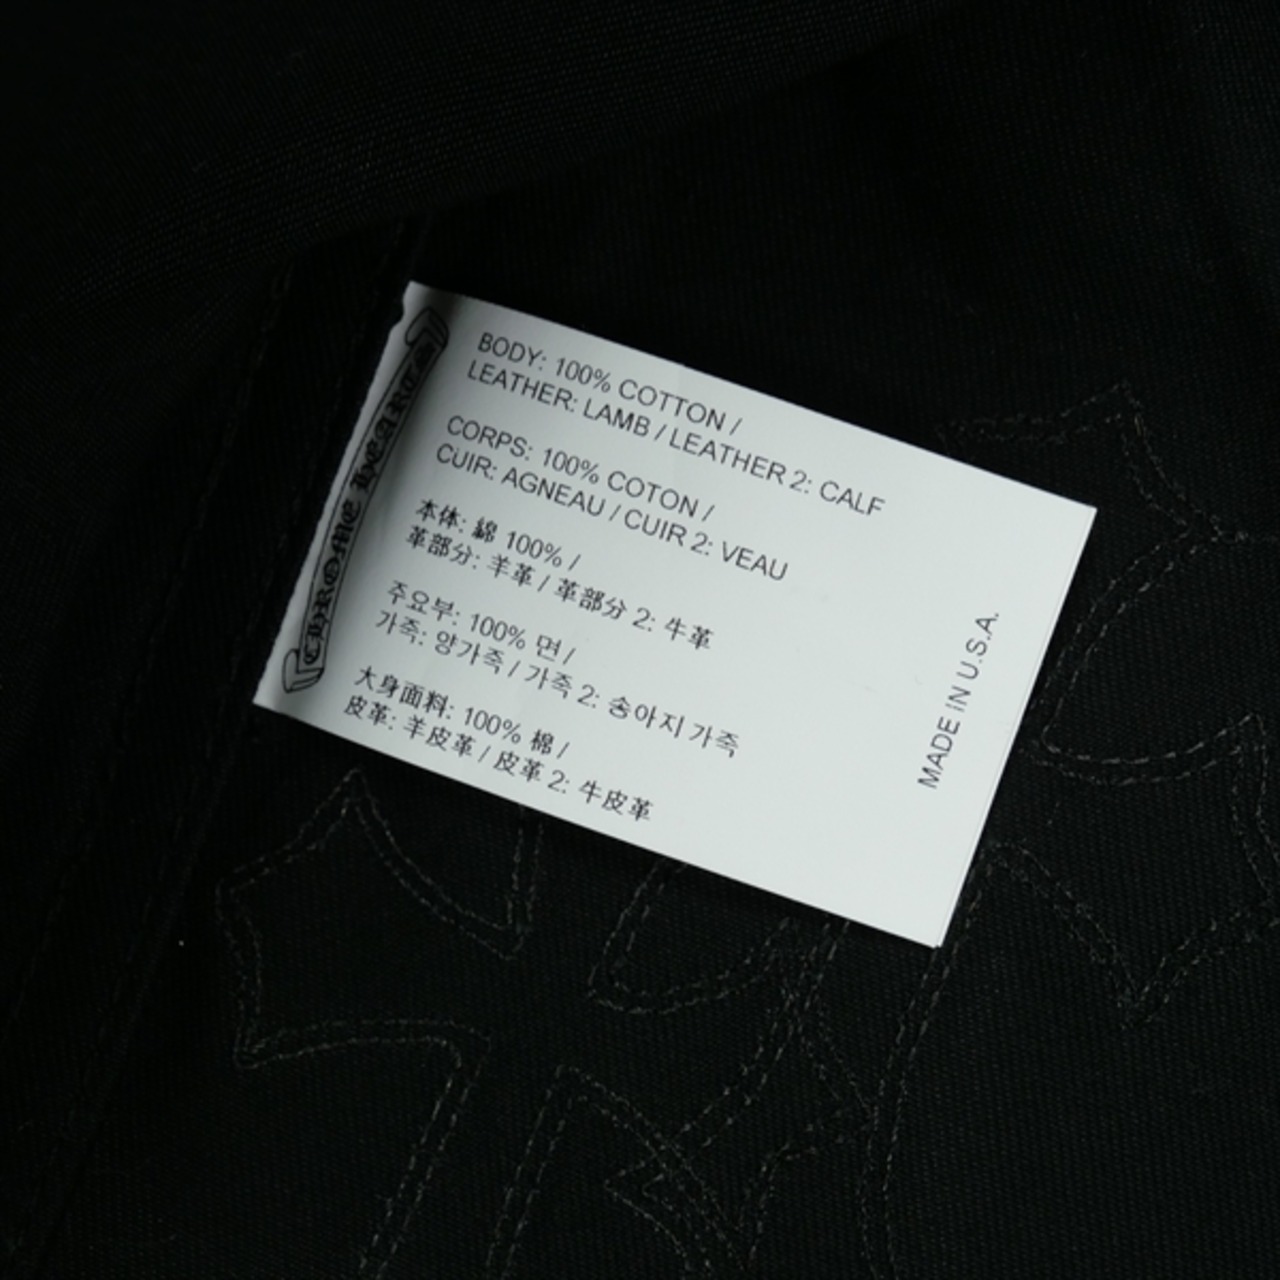 CHROME HEARTS
BODY: 100% COTTON /
LEATHER: LAMB / LEATHER 2: CALF
CORPS: 100% COTON /
CUIR: AGNEAU / CUIR 2: VEAU
本体: 綿 100% /
革部分: 羊革 / 革部分 2: 牛革
주요부: 100% 면 /
가죽: 양가죽 / 가죽 2: 송아지 가죽
大身面料: 100% 棉 /
皮革: 羊皮革 / 皮革 2: 牛皮革
MADE IN U.S.A.